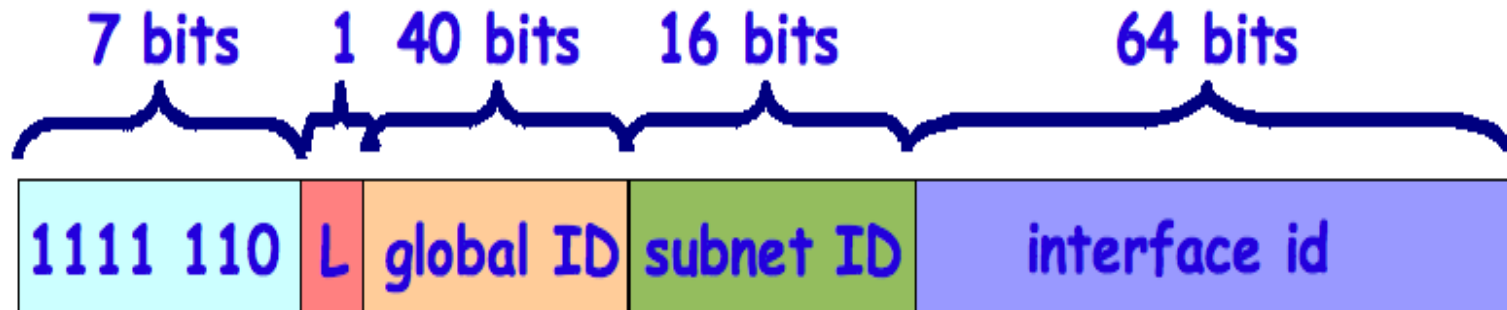 7 bits 1 40 bits 16 bits 64 bits
1111 110 L global ID subnet ID interface id